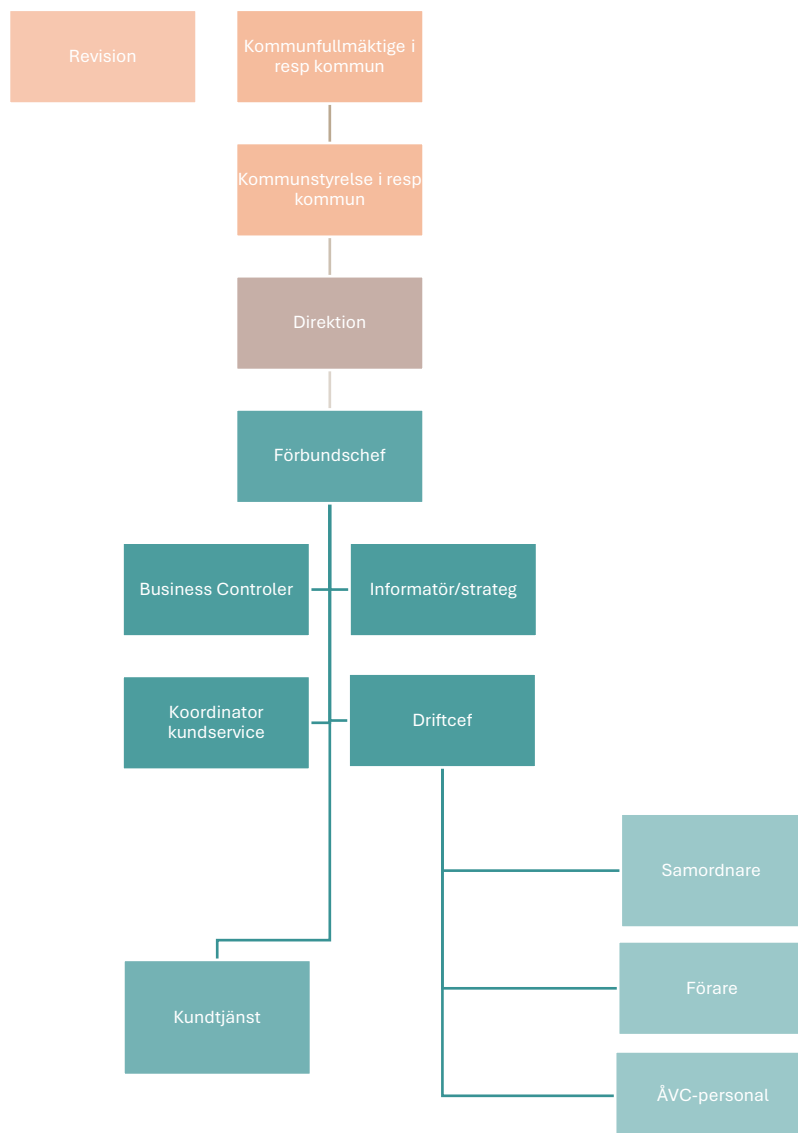 Revision
Kommunfullmäktige i
resp kommun
Kommunstyrelse i resp
kommun
Direktion
Förbundschef
Business Controler
Informatör/strateg
Koordinator
kundservice
Driftcef
Samordnare
Förare
Kundtjänst
ÅVC-personal